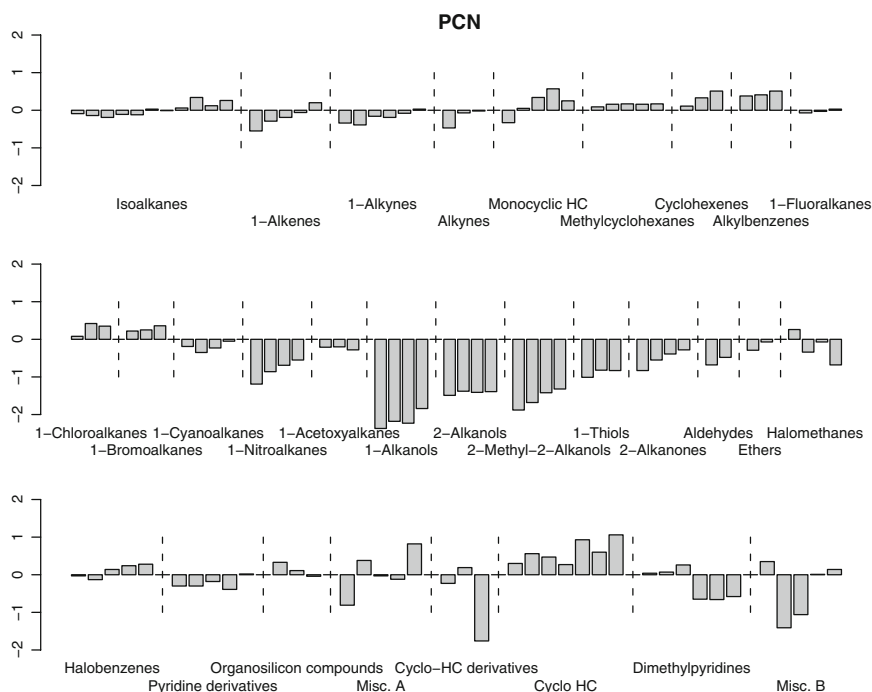 PCN
2
1
0
−1
−2
Isoalkanes 1−Alkynes Monocyclic HC Cyclohexenes 1−Fluoralkanes
1−Alkenes Alkynes Methylcyclohexanes Alkylbenzenes
2
1
0
−1
−2
1−Chloroalkanes 1−Cyanoalkanes 1−Acetoxyalkanes 2−Alkanols 1−Thiols Aldehydes Halomethanes
1−Bromoalkanes 1−Nitroalkanes 1−Alkanols 2−Methyl−2−Alkanols 2−Alkanones Ethers
2
1
0
−1
−2
Halobenzenes Organosilicon compounds Cyclo−HC derivatives Dimethylpyridines
Pyridine derivatives Misc. A Cyclo HC Misc. B